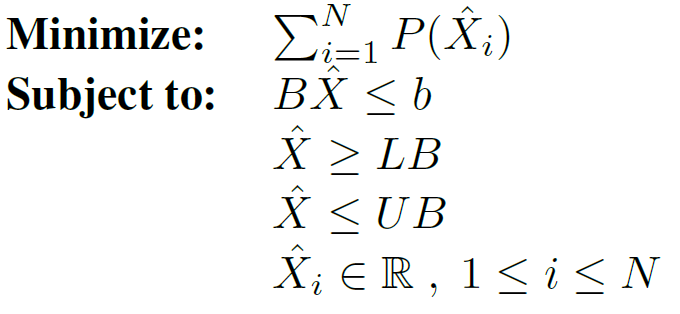 Minimize: ∑_{i=1}^{N} P(X̂_i)
Subject to: BX̂ ≤ b
X̂ ≥ LB
X̂ ≤ UB
X̂_i ∈ ℝ , 1 ≤ i ≤ N